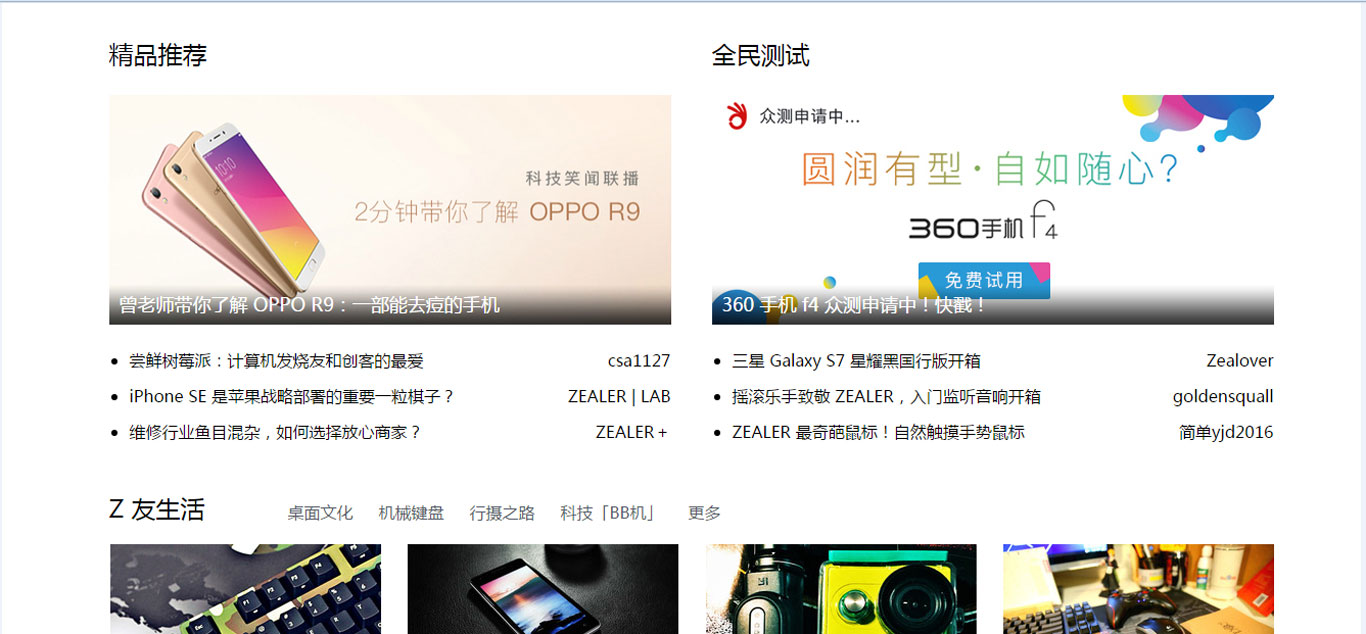 精品推荐
科技笑闻联播
2分钟带你了解 OPPO R9
曾老师带你了解 OPPO R9：一部能去痘的手机
尝鲜树莓派：计算机发烧友和创客的最爱 csa1127
iPhone SE 是苹果战略部署的重要一粒棋子？ ZEALER | LAB
维修行业鱼目混杂，如何选择放心商家？ ZEALER +
全民测试
众测申请中...
圆润有型·自如随心?
360手机 f4
免费试用
360 手机 f4 众测申请中！快戳！
三星 Galaxy S7 星耀黑国行版开箱 Zealover
摇滚乐手致敬 ZEALER，入门监听音响开箱 goldensquall
ZEALER 最奇葩鼠标！自然触摸手势鼠标 简单yjd2016
Z 友生活 桌面文化 机械键盘 行摄之路 科技「BB机」 更多